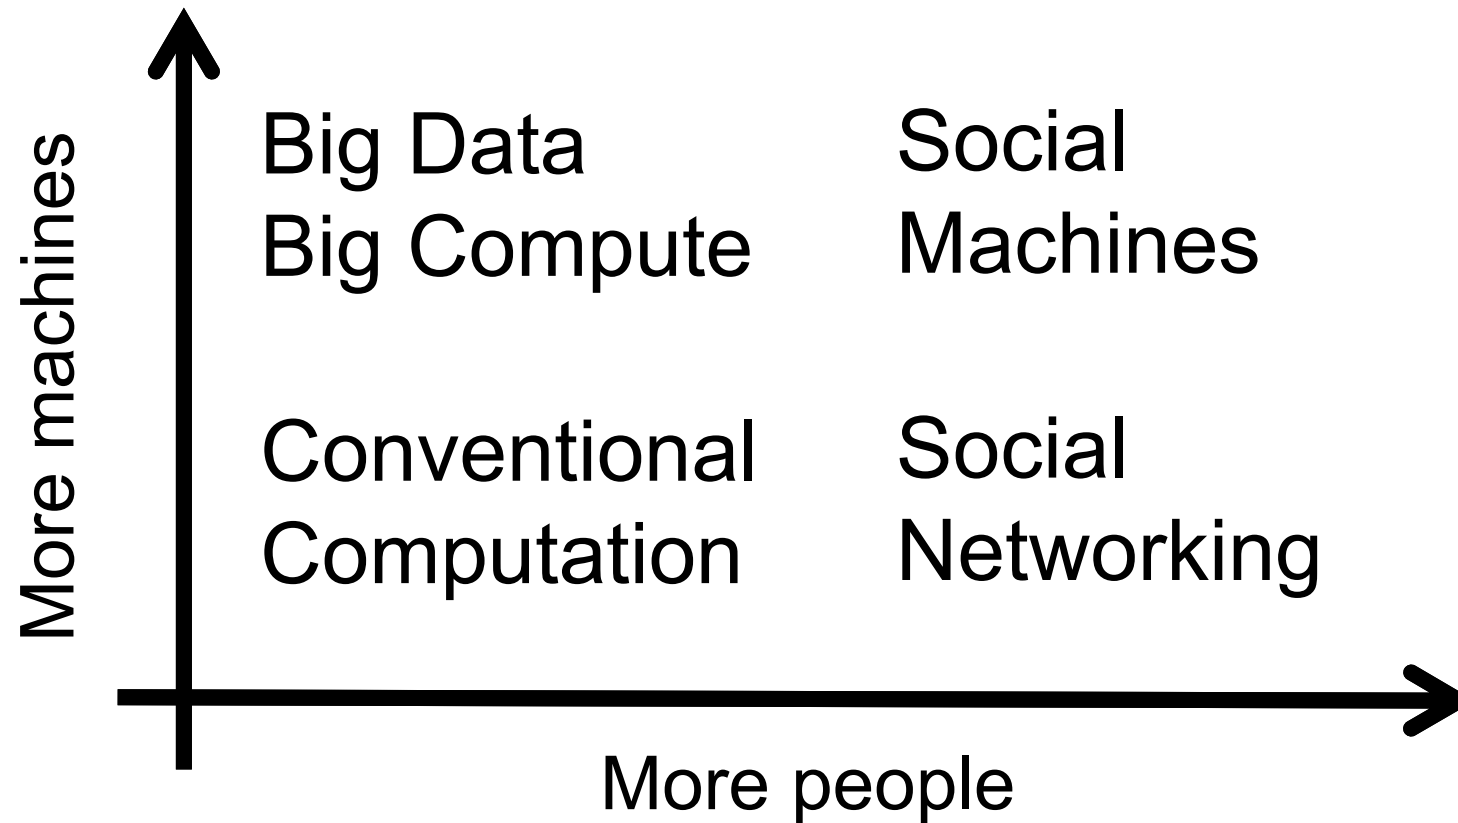 More machines
Big Data
Big Compute
Social
Machines
Conventional
Computation
Social
Networking
More people